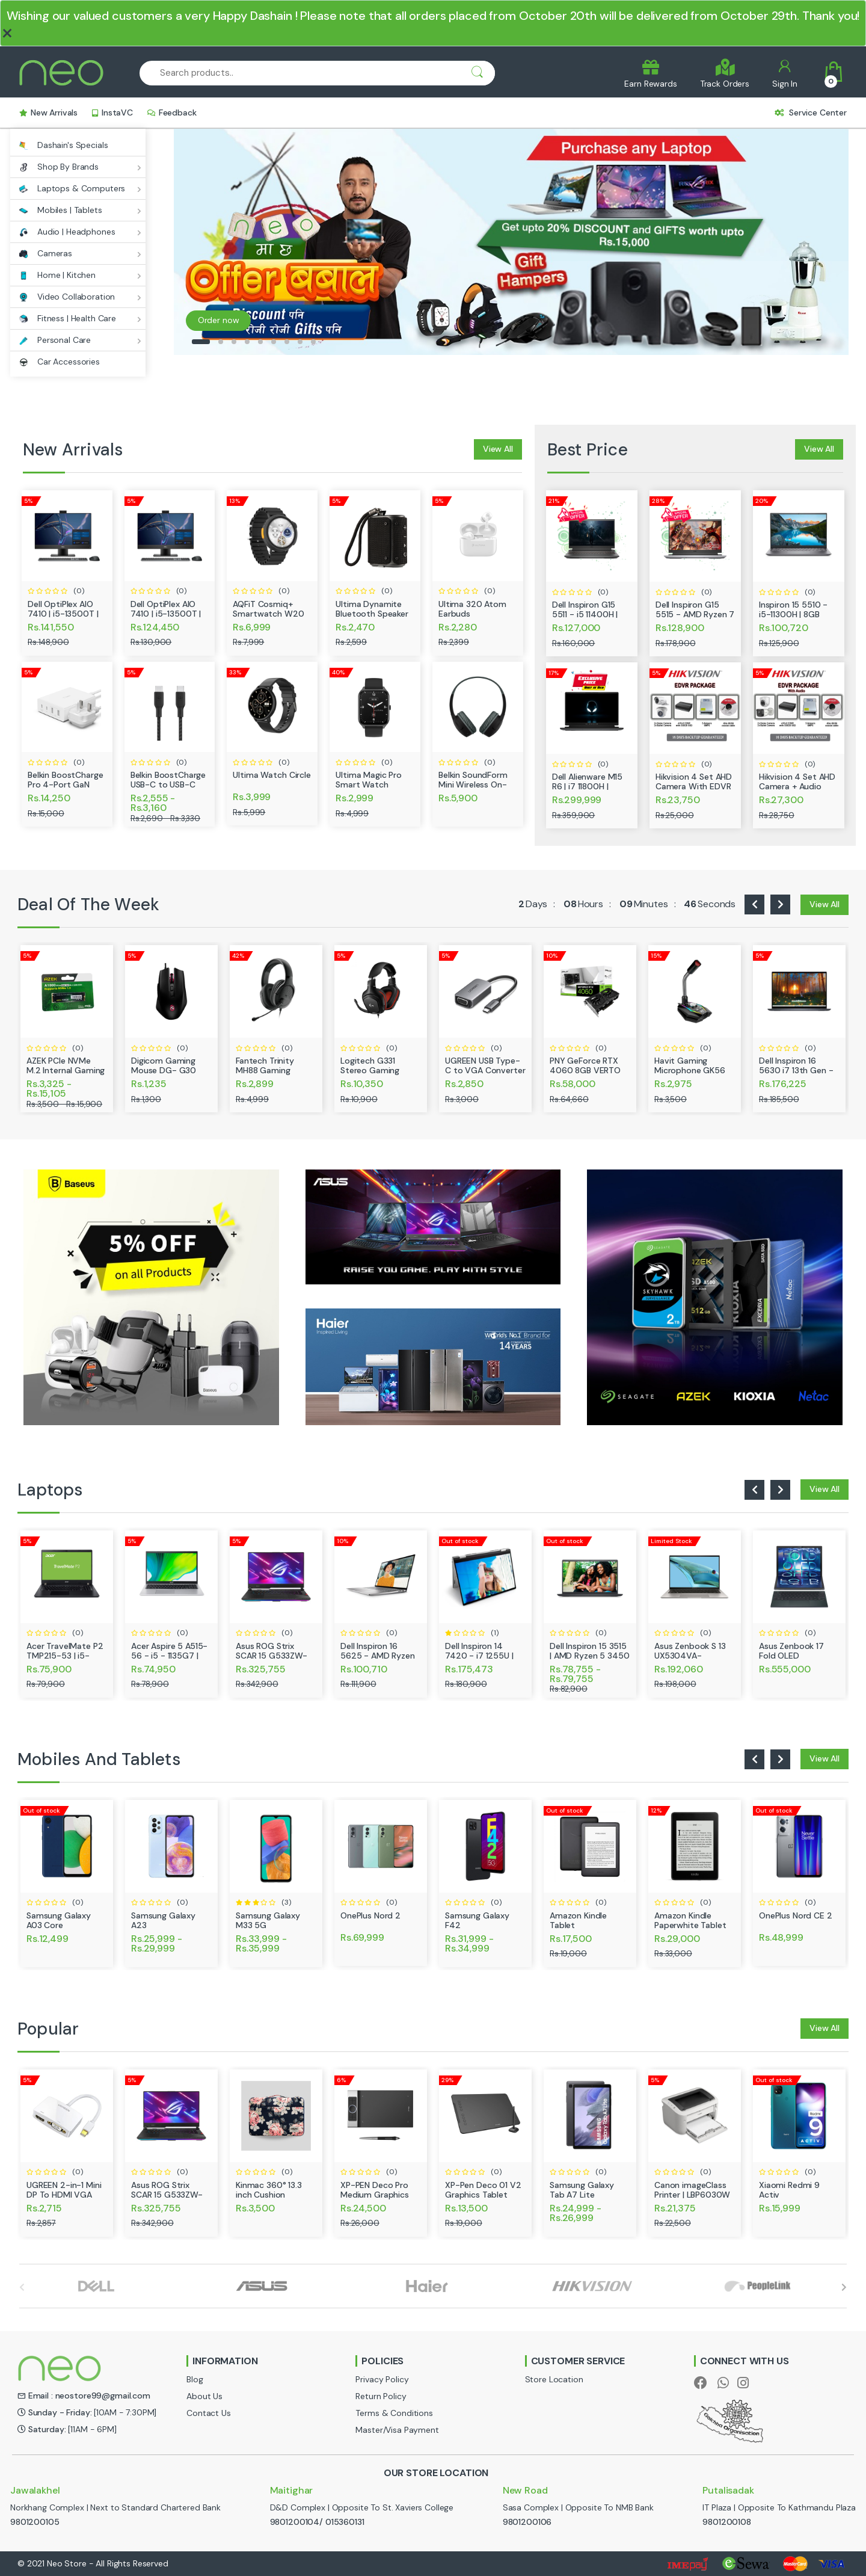 Wishing our valued customers a very Happy Dashain ! Please note that all orders placed from October 20th will be delivered from October 29th. Thank you!
neo
Search products..
Earn Rewards
Track Orders
Sign In
0
New Arrivals
InstaVC
Feedback
Service Center
Dashain's Specials
Shop By Brands
Laptops & Computers
Mobiles | Tablets
Audio | Headphones
Cameras
Home | Kitchen
Video Collaboration
Fitness | Health Care
Personal Care
Car Accessories
Purchase any Laptop
Get upto 20% DISCOUNT and GIFTS worth upto
Rs.15,000
Gift
Hampers
neo
मा छ
Offer बबाल
Discount पनि
रोजी रोजी Gifts पनि
Order now
New Arrivals
View All
5%
5%
13%
5%
5%
(0)
(0)
(0)
(0)
(0)
Dell OptiPlex AIO
7410 | i5-13500T |
Rs.141,550
Rs.148,900
Dell OptiPlex AIO
7410 | i5-13500T |
Rs.124,450
Rs.130,900
AQFiT Cosmiq+
Smartwatch W20
Rs.6,999
Rs.7,999
Ultima Dynamite
Bluetooth Speaker
Rs.2,470
Rs.2,599
Ultima 320 Atom
Earbuds
Rs.2,280
Rs.2,399
5%
5%
33%
40%
(0)
(0)
(0)
(0)
(0)
Belkin BoostCharge
Pro 4-Port GaN
Rs.14,250
Rs.15,000
Belkin BoostCharge
USB-C to USB-C
Rs.2,555 -
Rs.3,160
Rs.2,690 - Rs.3,330
Ultima Watch Circle
Rs.3,999
Rs.5,999
Ultima Magic Pro
Smart Watch
Rs.2,999
Rs.4,999
Belkin SoundForm
Mini Wireless On-
Rs.5,900
Best Price
View All
21%
28%
20%
(0)
(0)
(0)
Dell Inspiron G15
5511 - i5 11400H |
Rs.127,000
Rs.160,000
Dell Inspiron G15
5515 - AMD Ryzen 7
Rs.128,900
Rs.178,900
Inspiron 15 5510 -
i5-11300H | 8GB
Rs.100,720
Rs.125,900
17%
EXCLUSIVE PRICE
5%
HIKVISION
EDVR PACKAGE
5%
HIKVISION
EDVR PACKAGE
With Audio
(0)
(0)
(0)
Dell Alienware M15
R6 | i7 11800H |
Rs.299,999
Rs.359,900
Hikvision 4 Set AHD
Camera With EDVR
Rs.23,750
Rs.25,000
Hikvision 4 Set AHD
Camera + Audio
Rs.27,300
Rs.28,750
Deal Of The Week
2 Days : 08 Hours : 09 Minutes : 46 Seconds
View All
5%
5%
42%
5%
5%
10%
15%
5%
(0)
(0)
(0)
(0)
(0)
(0)
(0)
(0)
AZEK PCIe NVMe
M.2 Internal Gaming
Rs.3,325 -
Rs.15,105
Rs.3,500 - Rs.15,900
Digicom Gaming
Mouse DG- G30
Rs.1,235
Rs.1,300
Fantech Trinity
MH88 Gaming
Rs.2,899
Rs.4,999
Logitech G331
Stereo Gaming
Rs.10,350
Rs.10,900
UGREEN USB Type-
C to VGA Converter
Rs.2,850
Rs.3,000
PNY GeForce RTX
4060 8GB VERTO
Rs.58,000
Rs.64,660
Havit Gaming
Microphone GK56
Rs.2,975
Rs.3,500
Dell Inspiron 16
5630 i7 13th Gen -
Rs.176,225
Rs.185,500
Baseus
5% OFF
on all Products
Baseus
ASUS
RAISE YOU GAME. PLAY WITH STYLE
Haier
Inspired Living
World's No.1 Brand for
14YEARS
SKYHAWK
2TB
AZEK
SSD
512GB
KIOXIA
EXCERIA
SATA SSD
Netac
SEAGATE
AZEK
KIOXIA
Netac
Laptops
View All
5%
5%
5%
10%
Out of stock
Out of stock
Limited Stock
(0)
(0)
(0)
(0)
(1)
(0)
(0)
(0)
Acer TravelMate P2
TMP215-53 | i5-
Rs.75,900
Rs.79,900
Acer Aspire 5 A515-
56 - i5 - 1135G7 |
Rs.74,950
Rs.78,900
Asus ROG Strix
SCAR 15 G533ZW-
Rs.325,755
Rs.342,900
Dell Inspiron 16
5625 - AMD Ryzen
Rs.100,710
Rs.111,900
Dell Inspiron 14
7420 - i7 1255U |
Rs.175,473
Rs.180,900
Dell Inspiron 15 3515
| AMD Ryzen 5 3450
Rs.78,755 -
Rs.79,755
Rs.82,900
Asus Zenbook S 13
UX5304VA-
Rs.192,060
Rs.198,000
Asus Zenbook 17
Fold OLED
Rs.555,000
Mobiles And Tablets
View All
Out of stock
Out of stock
12%
Out of stock
(0)
(0)
(3)
(0)
(0)
(0)
(0)
(0)
Samsung Galaxy
A03 Core
Rs.12,499
Samsung Galaxy
A23
Rs.25,999 -
Rs.29,999
Samsung Galaxy
M33 5G
Rs.33,999 -
Rs.35,999
OnePlus Nord 2
Rs.69,999
Samsung Galaxy
F42
Rs.31,999 -
Rs.34,999
Amazon Kindle
Tablet
Rs.17,500
Rs.19,000
Amazon Kindle
Paperwhite Tablet
Rs.29,000
Rs.33,000
OnePlus Nord CE 2
Rs.48,999
Popular
View All
5%
5%
6%
29%
5%
Out of stock
(0)
(0)
(0)
(0)
(0)
(0)
(0)
(0)
UGREEN 2-in-1 Mini
DP To HDMI VGA
Rs.2,715
Rs.2,857
Asus ROG Strix
SCAR 15 G533ZW-
Rs.325,755
Rs.342,900
Kinmac 360° 13.3
inch Cushion
Rs.3,500
XP-PEN Deco Pro
Medium Graphics
Rs.24,500
Rs.26,000
XP-Pen Deco 01 V2
Graphics Tablet
Rs.13,500
Rs.19,000
Samsung Galaxy
Tab A7 Lite
Rs.24,999 -
Rs.26,999
Canon imageClass
Printer | LBP6030W
Rs.21,375
Rs.22,500
Xiaomi Redmi 9
Activ
Rs.15,999
DELL
ASUS
Haier
HIKVISION
PeopleLink
neo
Email : neostore99@gmail.com
Sunday - Friday: [10AM - 7:30PM]
Saturday: [11AM - 6PM]
INFORMATION
Blog
About Us
Contact Us
POLICIES
Privacy Policy
Return Policy
Terms & Conditions
Master/Visa Payment
CUSTOMER SERVICE
Store Location
CONNECT WITH US
OUR STORE LOCATION
Jawalakhel
Norkhang Complex | Next to Standard Chartered Bank
9801200105
Maitighar
D&D Complex | Opposite To St. Xaviers College
9801200104/ 015360131
New Road
Sasa Complex | Opposite To NMB Bank
9801200106
Putalisadak
IT Plaza | Opposite To Kathmandu Plaza
9801200108
© 2021 Neo Store - All Rights Reserved
IMEpay
eSewa
MasterCard
VISA